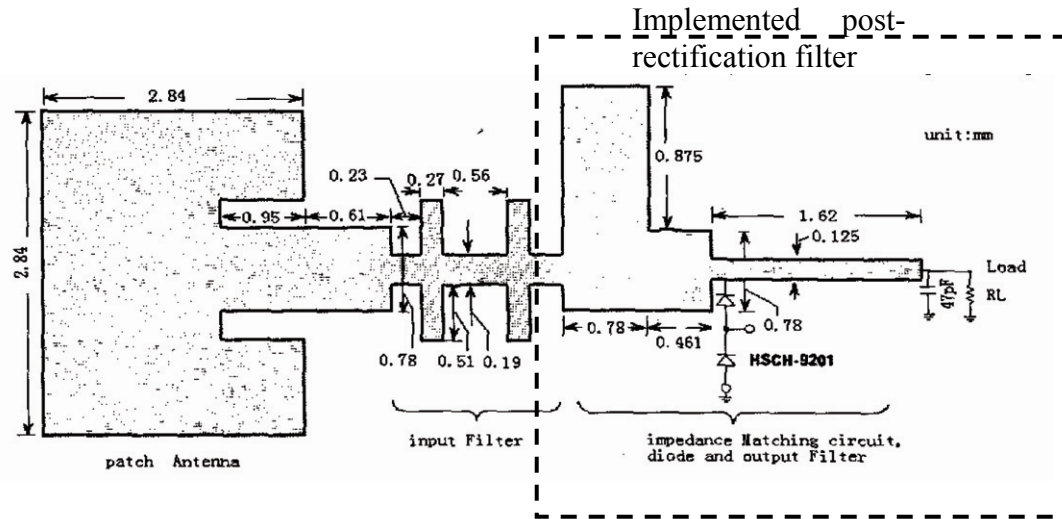 Implemented post-
rectification filter
2.84
unit:mm
0.875
0.23
0.27
0.56
0.95
0.61
1.62
2.84
0.125
Load
47pF
RL
0.78
0.51
0.19
0.78
0.461
0.78
HSCH-9201
input Filter
impedance Matching circuit,
diode and output Filter
patch Antenna